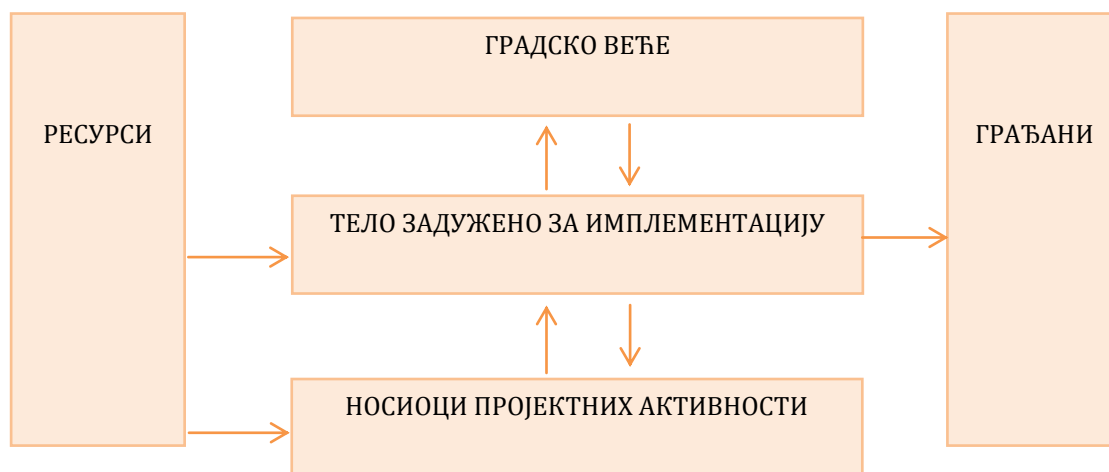 ГРАДСКО ВЕЋЕ
РЕСУРСИ
ГРАЂАНИ
ТЕЛО ЗАДУЖЕНО ЗА ИМПЛЕМЕНТАЦИЈУ
НОСИОЦИ ПРОЈЕКТНИХ АКТИВНОСТИ